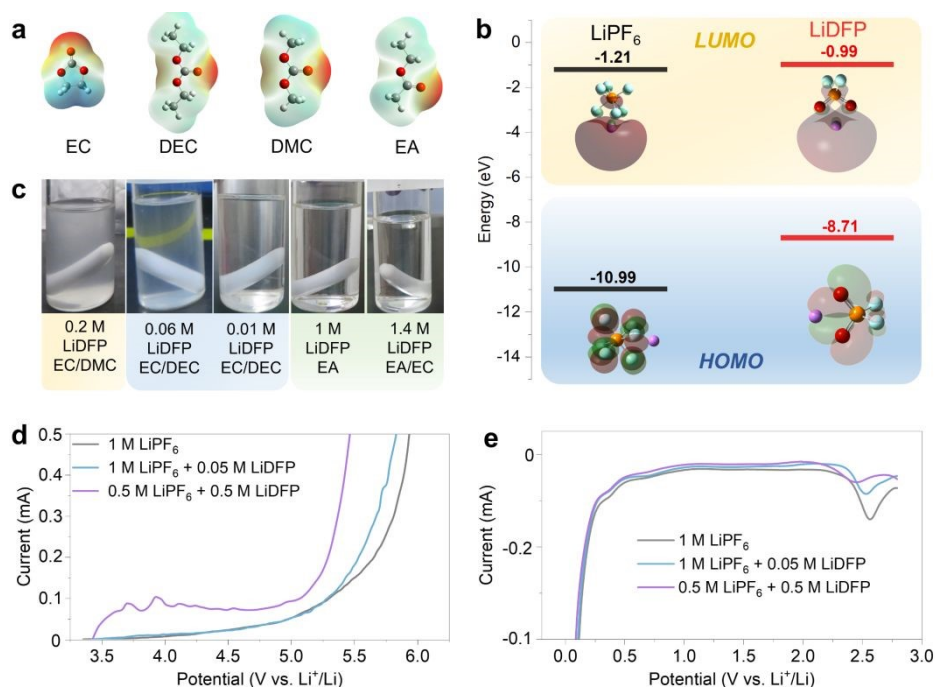 a
EC
DEC
DMC
EA
b
Energy (eV)
0
-2
-4
-6
-8
-10
-12
-14
LiPF6
LUMO
LiDFP
-1.21
-0.99
-8.71
-10.99
HOMO
c
0.2 M
LiDFP
EC/DMC
0.06 M
LiDFP
EC/DEC
0.01 M
LiDFP
EC/DEC
1 M
LiDFP
EA
1.4 M
LiDFP
EA/EC
d
Current (mA)
0.5
0.4
0.3
0.2
0.1
0
1 M LiPF6
1 M LiPF6 + 0.05 M LiDFP
0.5 M LiPF6 + 0.5 M LiDFP
3.5 4.0 4.5 5.0 5.5 6.0
Potential (V vs. Li+/Li)
e
Current (mA)
0
-0.2
-0.1
1 M LiPF6
1 M LiPF6 + 0.05 M LiDFP
0.5 M LiPF6 + 0.5 M LiDFP
0.0 0.5 1.0 1.5 2.0 2.5 3.0
Potential (V vs. Li+/Li)